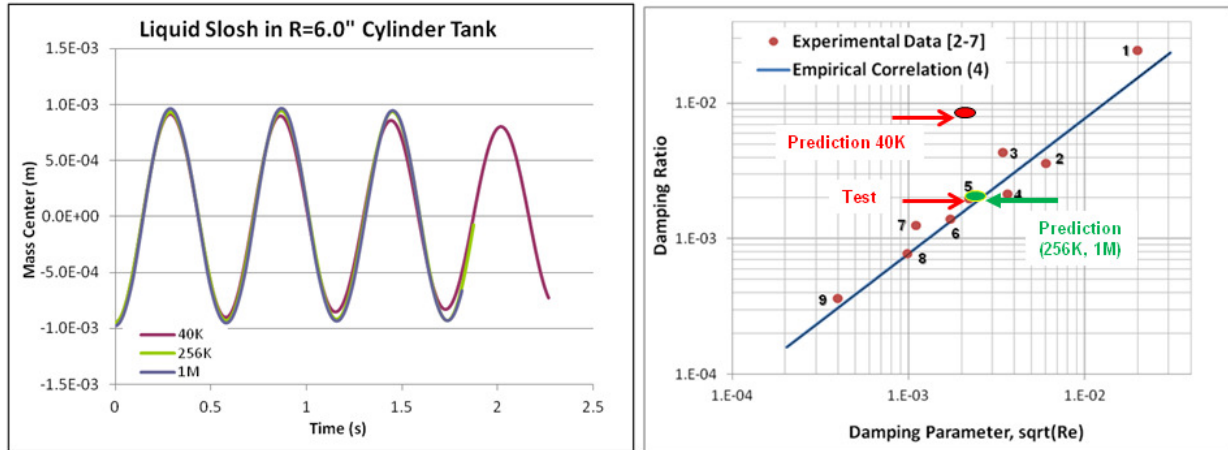 Liquid Slosh in R=6.0" Cylinder Tank
1.5E-03
1.0E-03
5.0E-04
0.0E+00
-5.0E-04
-1.0E-03
-1.5E-03
Mass Center (m)
40K
256K
1M
0 0.5 1 1.5 2 2.5
Time (s)
Experimental Data [2-7]
Empirical Correlation (4)
1
Prediction 40K
3
2
5
4
Test
7
6
Prediction
(256K, 1M)
8
9
1.E-02
1.E-03
1.E-04
Damping Ratio
1.E-04 1.E-03 1.E-02
Damping Parameter, sqrt(Re)